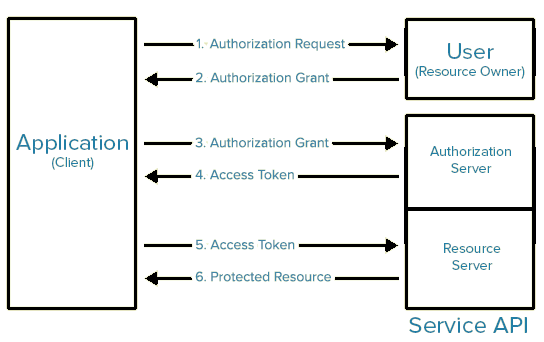 Application
(Client)
1. Authorization Request
2. Authorization Grant
3. Authorization Grant
4. Access Token
5. Access Token
6. Protected Resource
User
(Resource Owner)
Authorization
Server
Resource
Server
Service API